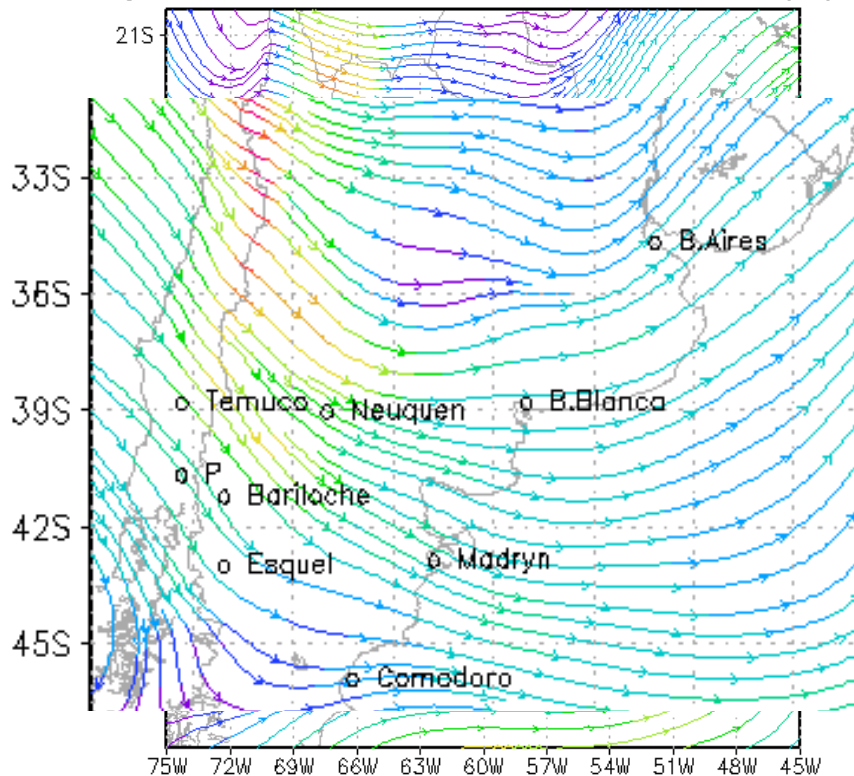 21S
33S
B.Aires
36S
39S
Temuco
Neuquen
B.Blanca
P
Bariloche
42S
Esquel
Madryn
45S
Comodoro
75W 72W 69W 66W 63W 60W 57W 54W 51W 48W 45W